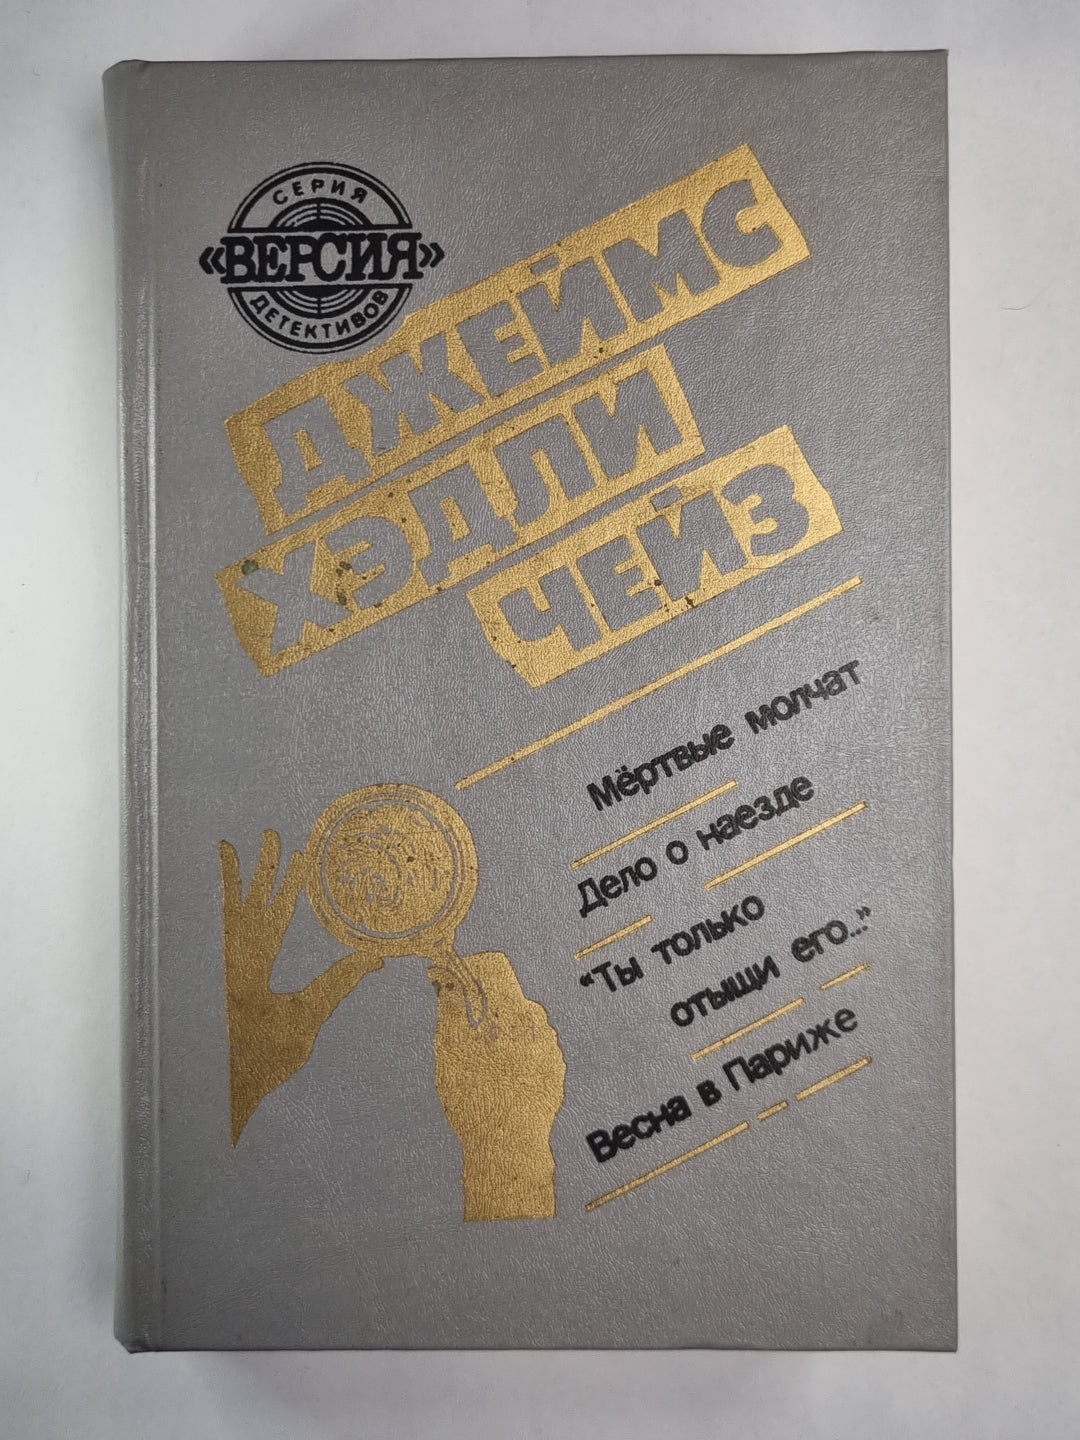 СЕРИЯ
«ВЕРСИЯ»
ДЕТЕКТИВОВ
ДЖЕЙМС
ХЭДЛИ
ЧЕЙЗ
Мёртвые молчат
Дело о наезде
“Ты только
отыщи его...”
Весна в Париже